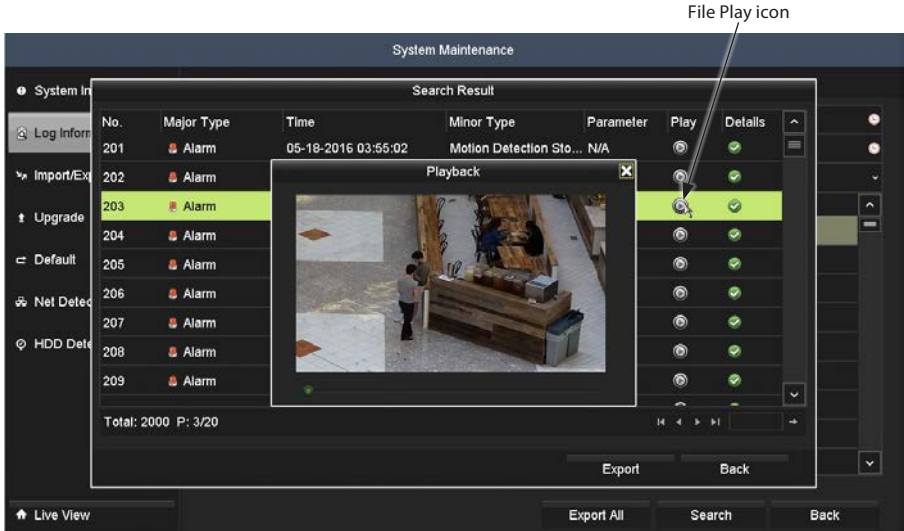 File Play icon
System Maintenance
System In
Search Result
Log Inform
No. Major Type Time Minor Type Parameter Play Details
201 Alarm 05-18-2016 03:55:02 Motion Detection Sto... N/A
Import/Ex
202 Alarm
Playback
203 Alarm
Upgrade
204 Alarm
Default
205 Alarm
Net Detec
206 Alarm
207 Alarm
HDD Dete
208 Alarm
209 Alarm
Total: 2000 P: 3/20
Export Back
Live View Export All Search Back